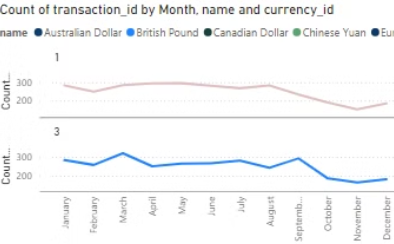 Count of transaction_id by Month, name and currency_id
name Australian Dollar British Pound Canadian Dollar Chinese Yuan Eu
1
Count...
300
200
3
Count...
300
200
January February March April May June July August Septemb... October November December